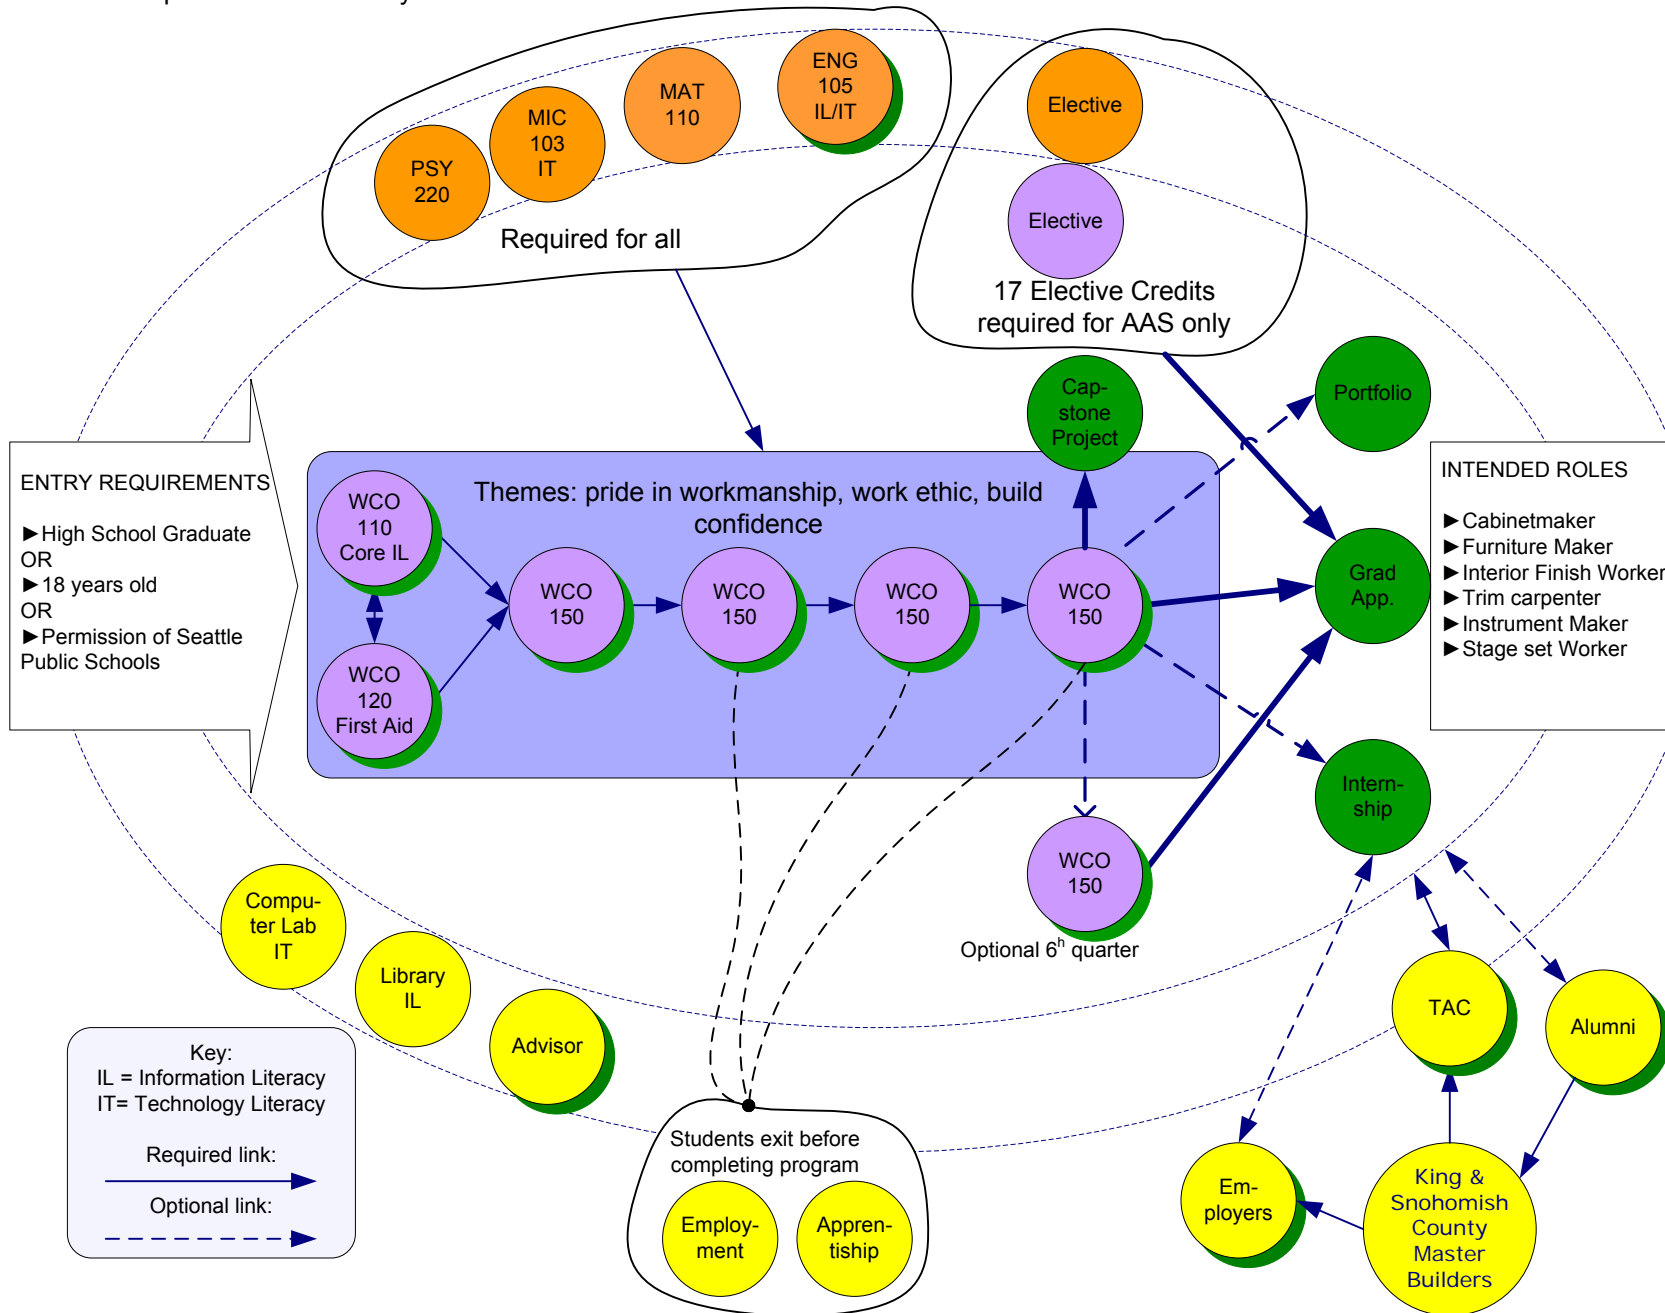 ENG
105
IL/IT
MAT
110
MIC
103
IT
PSY
220
Required for all
Elective
Elective
17 Elective Credits
required for AAS only
Cap-
stone
Project
Portfolio
ENTRY REQUIREMENTS
►High School Graduate
OR
►18 years old
OR
►Permission of Seattle
Public Schools
Themes: pride in workmanship, work ethic, build
confidence
WCO
110
Core IL
WCO
120
First Aid
WCO
150
WCO
150
WCO
150
WCO
150
Grad
App.
INTENDED ROLES
►Cabinetmaker
►Furniture Maker
►Interior Finish Worker
►Trim carpenter
►Instrument Maker
►Stage set Worker
Intern-
ship
WCO
150
Optional 6h quarter
Compu-
ter Lab
IT
Library
IL
Advisor
TAC
Alumni
Key:
IL = Information Literacy
IT= Technology Literacy
Required link:
Optional link:
Students exit before
completing program
Employ-
ment
Appren-
tiship
Em-
ployers
King &
Snohomish
County
Master
Builders